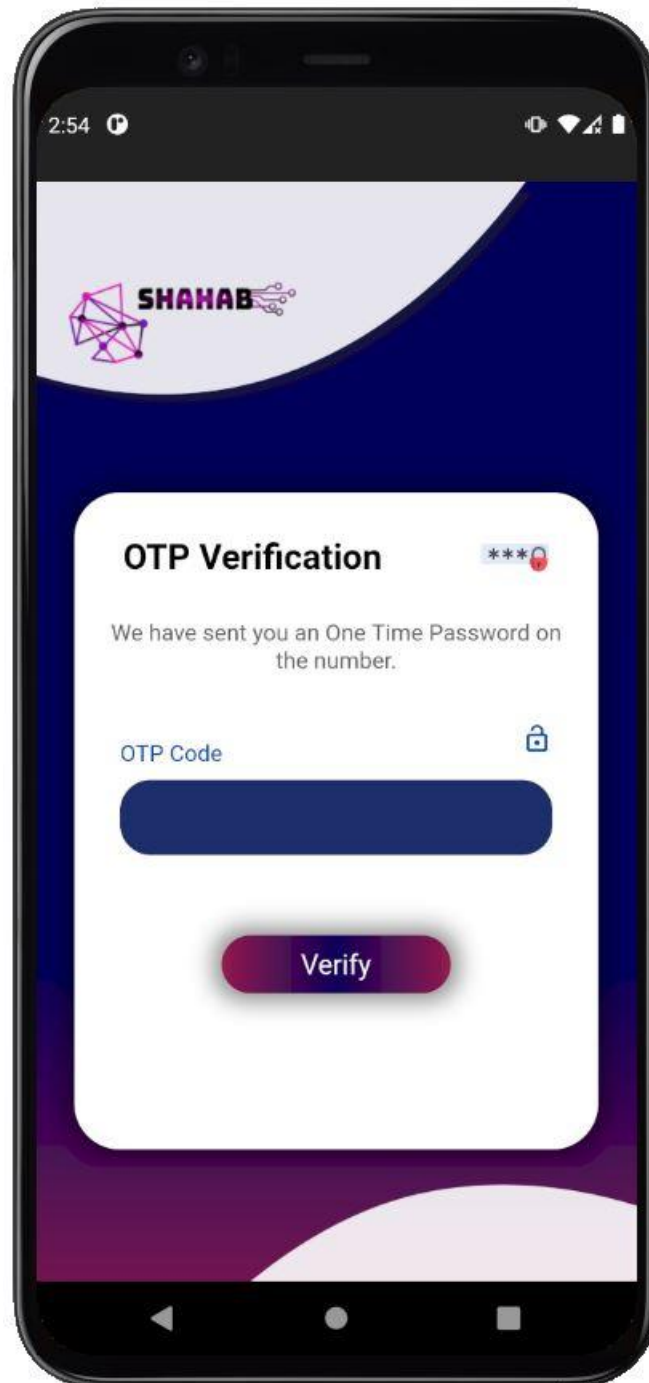 2:54
SHAHAB
OTP Verification
***
We have sent you an One Time Password on
the number.
OTP Code
Verify